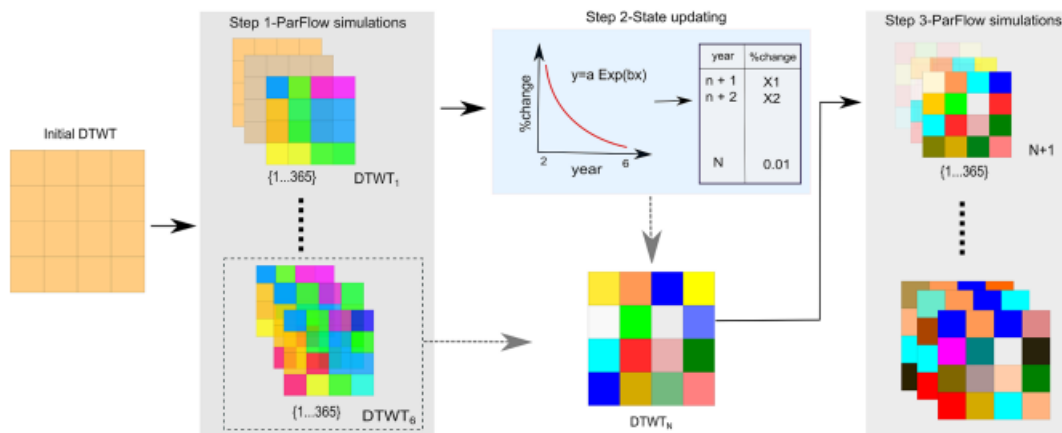 Step 1-ParFlow simulations
Step 2-State updating
Step 3-ParFlow simulations
Initial DTWT
{1...365}
DTWT₁
{1...365}
DTWT₆
%change
y=a Exp(bx)
2
6
year
year %change
n + 1 X1
n + 2 X2
N 0.01
DTWT_N
N+1
{1...365}